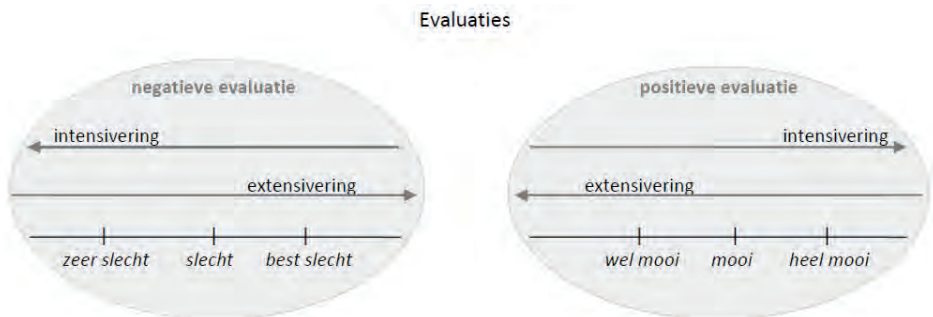 Evaluaties
negatieve evaluatie
intensivering
extensivering
zeer slecht slecht best slecht
positieve evaluatie
intensivering
extensivering
wel mooi mooi heel mooi